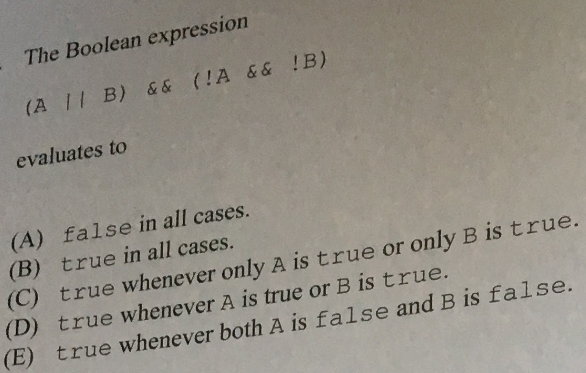 The Boolean expression
(A || B) && (!A && !B)
evaluates to
(A) false in all cases.
(B) true in all cases.
(C) true whenever only A is true or only B is true.
(D) true whenever A is true or B is true.
(E) true whenever both A is false and B is false.